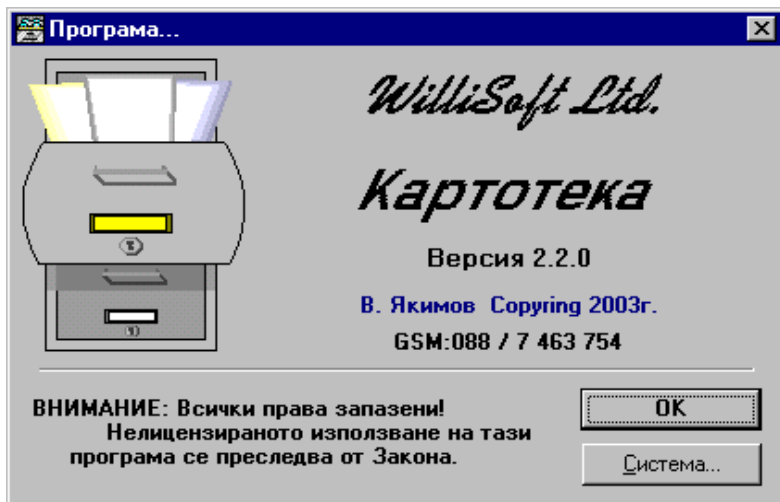 Програма...
WilliSoft Ltd.
Картотека
Версия 2.2.0
В. Якимов Copyring 2003г.
GSM:088 / 7 463 754
ВНИМАНИЕ: Всички права запазени!
Нелицензираното използване на тази
програма се преследва от Закона.
OK
Система...